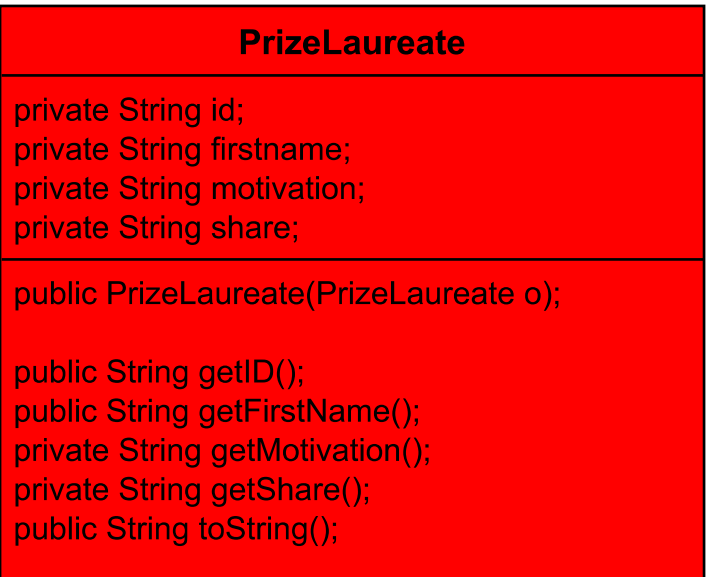 PrizeLaureate
private String id;
private String firstname;
private String motivation;
private String share;
public PrizeLaureate(PrizeLaureate o);
public String getID();
public String getFirstName();
private String getMotivation();
private String getShare();
public String toString();